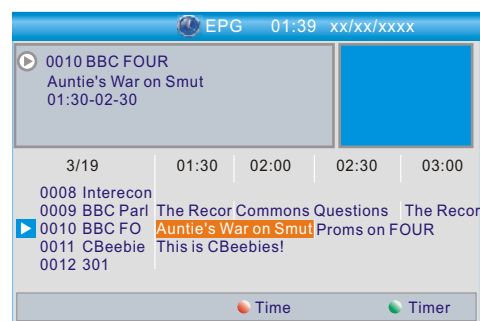 EPG 01:39 xx/xx/xxxx
0010 BBC FOUR
Auntie's War on Smut
01:30-02-30
3/19 01:30 02:00 02:30 03:00
0008 Interecon
0009 BBC Parl The Recor Commons Questions The Recor
0010 BBC FO Auntie's War on Smut Proms on FOUR
0011 CBeebie This is CBeebies!
0012 301
Time Timer